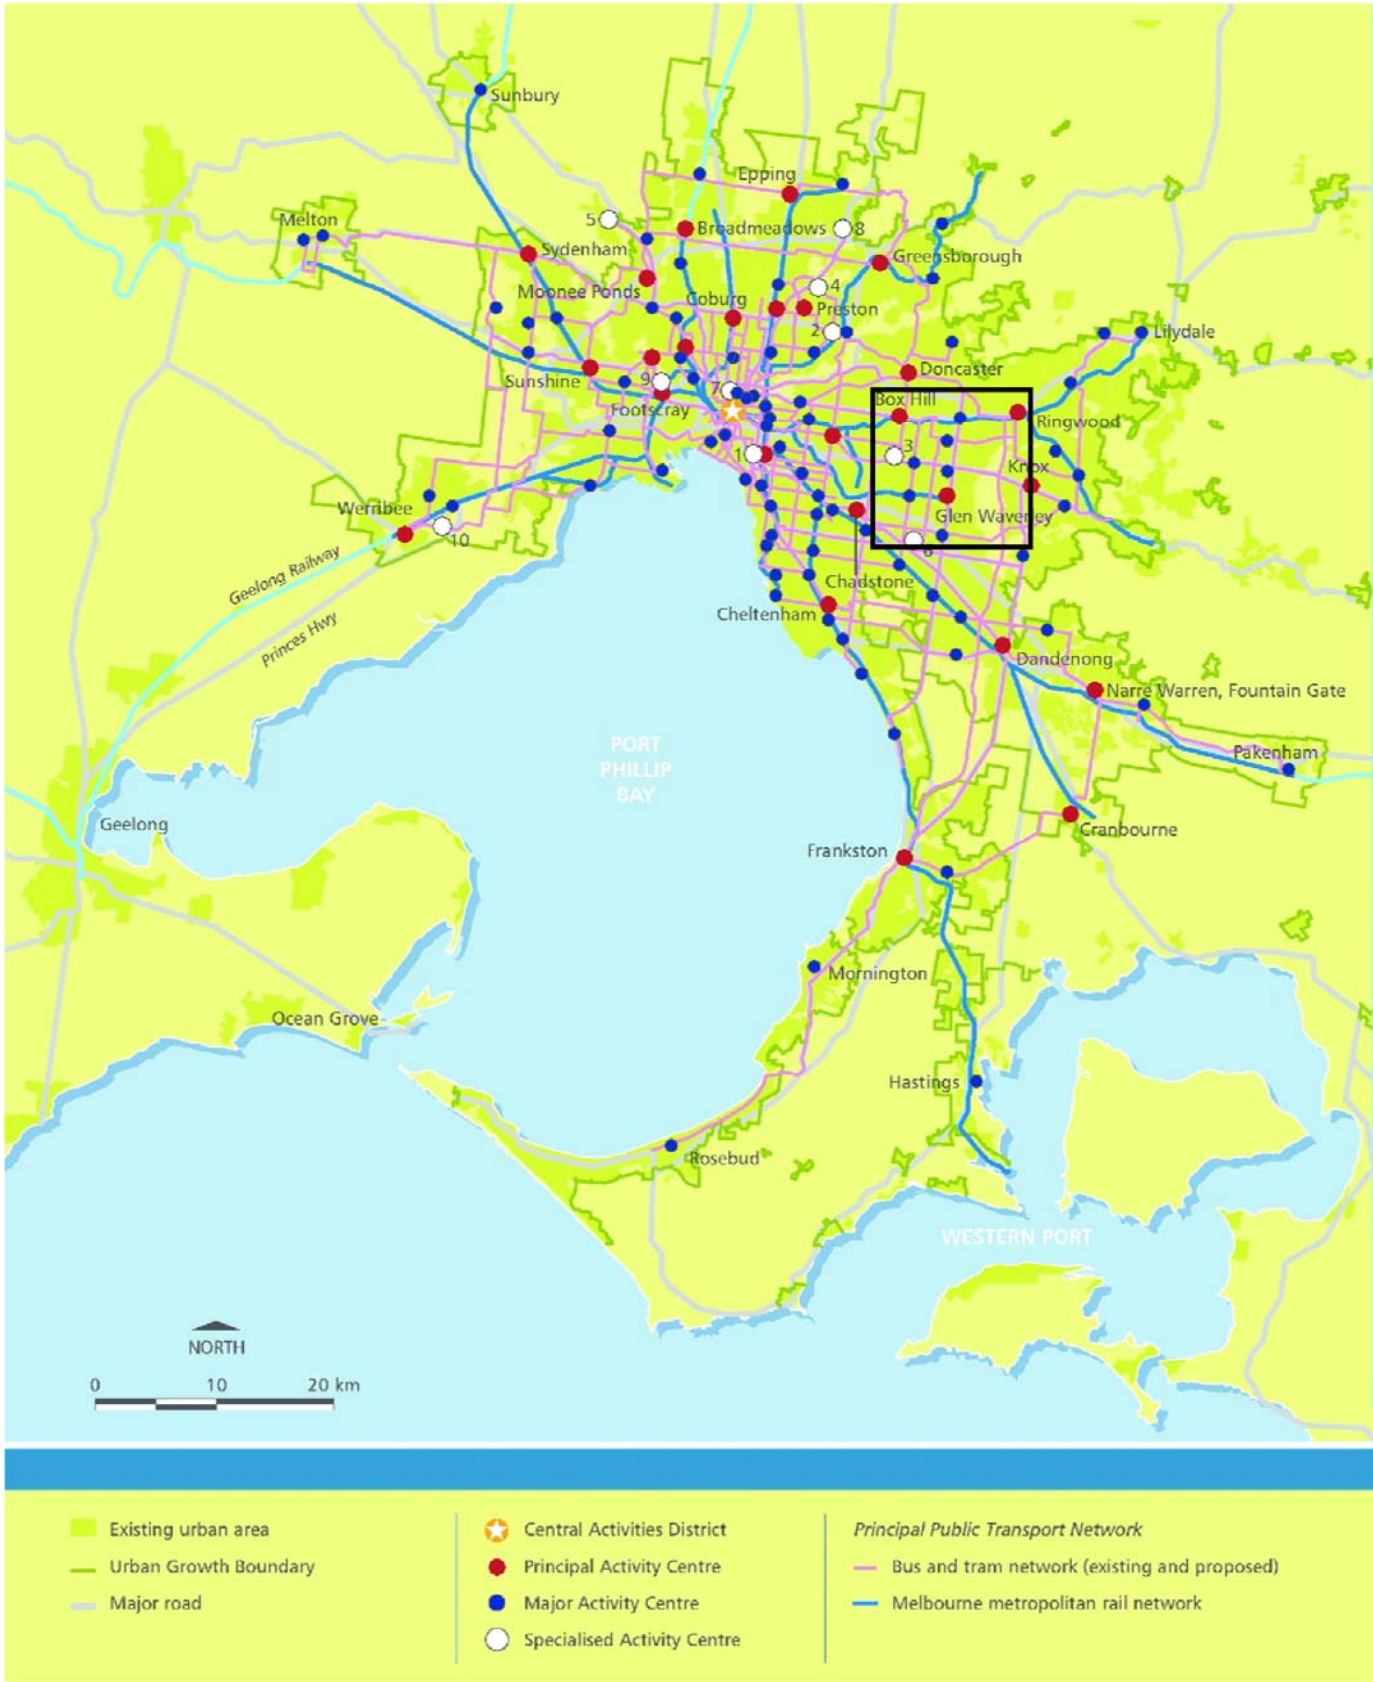 Sunbury
Epping
5
Broadmeadows
8
Melton
Sydenham
Greensborough
Moonee Ponds
4
Coburg
Preston
2
Lilydale
Sunshine
9
7
Doncaster
Footscray
Box Hill
Ringwood
1
3
Knox
Werribee
10
Glen Waverley
6
Geelong Railway
Chadstone
Princes Hwy
Cheltenham
Dandenong
Narre Warren, Fountain Gate
PORT
PHILLIP
BAY
Pakenham
Geelong
Cranbourne
Frankston
Mornington
Ocean Grove
Hastings
Rosebud
WESTERN PORT
NORTH
0 10 20 km
Existing urban area
Urban Growth Boundary
Major road
Central Activities District
Principal Activity Centre
Major Activity Centre
Specialised Activity Centre
Principal Public Transport Network
Bus and tram network (existing and proposed)
Melbourne metropolitan rail network